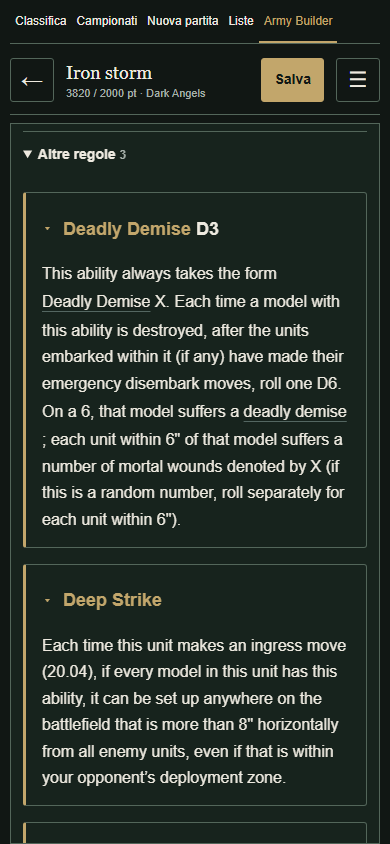 Classifica Campionati Nuova partita Liste Army Builder
← Iron storm
3820 / 2000 pt · Dark Angels
Salva
☰
▼ Altre regole 3
Deadly Demise D3
This ability always takes the form
Deadly Demise X. Each time a model with
this ability is destroyed, after the units
embarked within it (if any) have made their
emergency disembark moves, roll one D6.
On a 6, that model suffers a deadly demise
; each unit within 6" of that model suffers a
number of mortal wounds denoted by X (if
this is a random number, roll separately for
each unit within 6").
Deep Strike
Each time this unit makes an ingress move
(20.04), if every model in this unit has this
ability, it can be set up anywhere on the
battlefield that is more than 8" horizontally
from all enemy units, even if that is within
your opponent’s deployment zone.